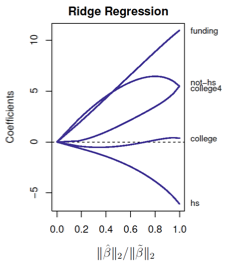 Ridge Regression
Coefficients
10
5
0
−5
funding
not−hs
college4
college
hs
0.0 0.2 0.4 0.6 0.8 1.0
‖β̂‖₂/‖β̃‖₂